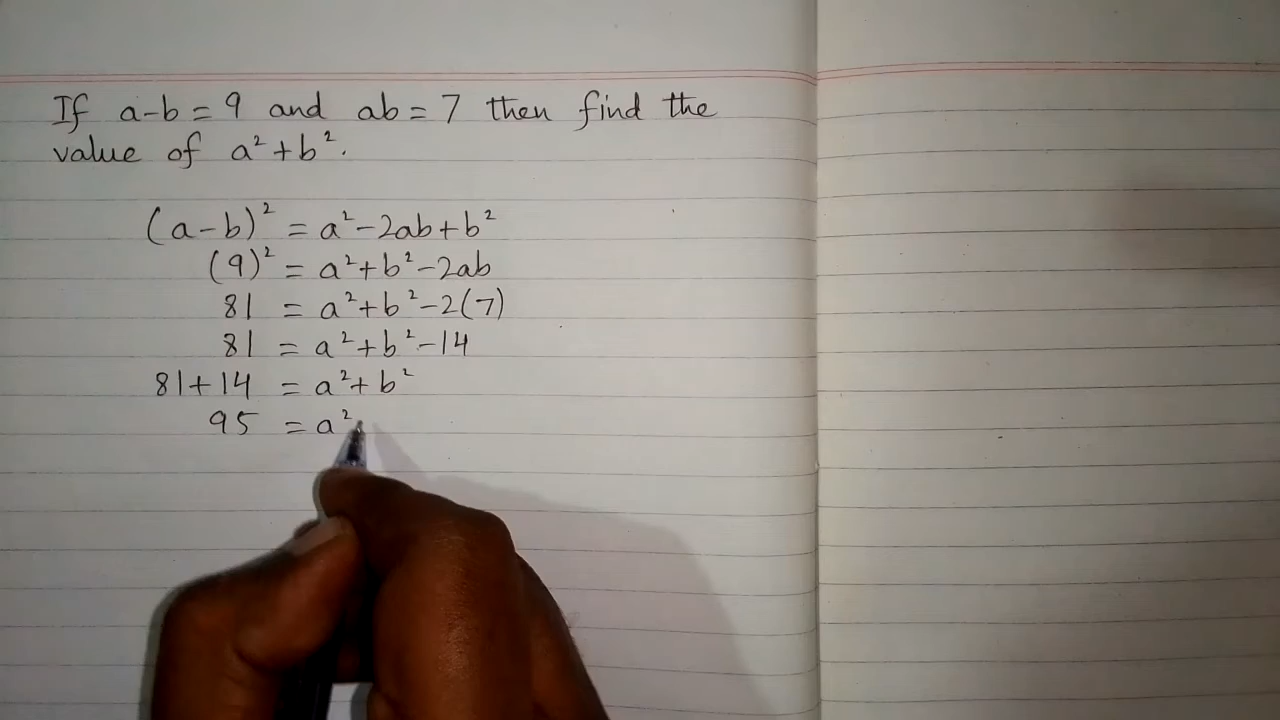 If a-b = 9 and ab = 7 then find the
value of a²+b².
(a-b)² = a²-2ab+b²
(9)² = a²+b²-2ab
81 = a²+b²-2(7)
81 = a²+b²-14
81+14 = a²+b²
95 = a²